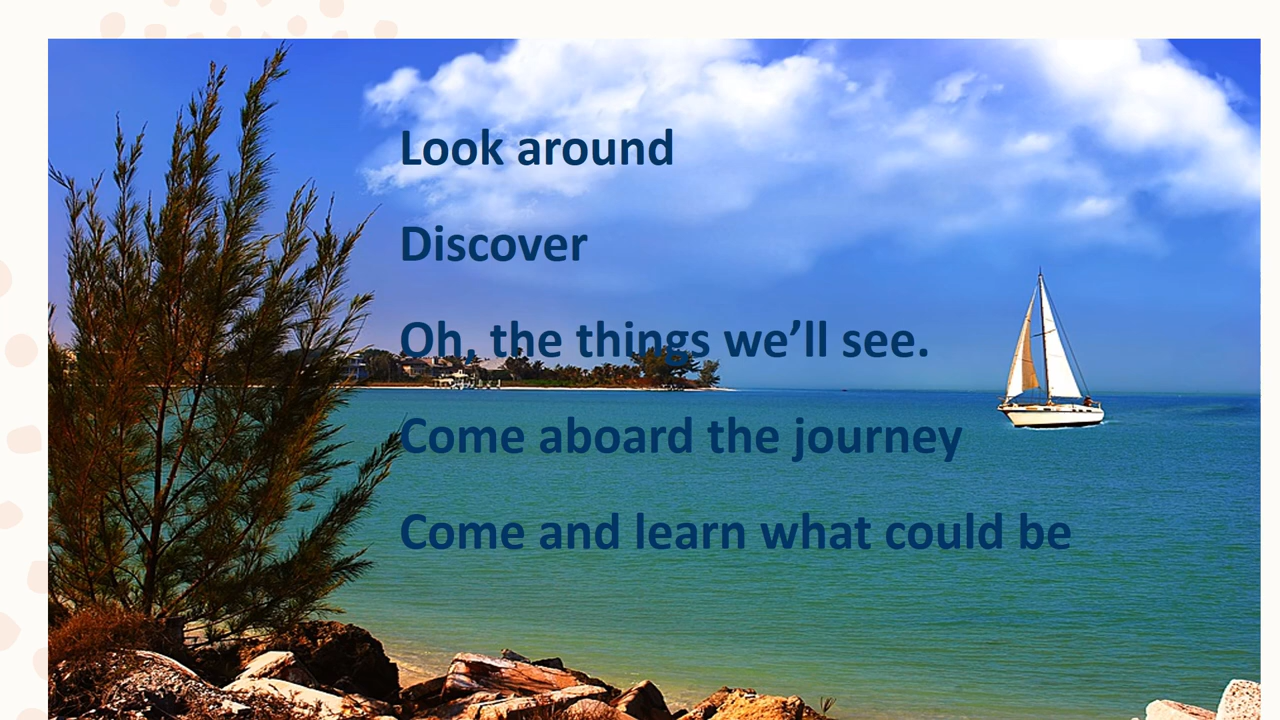 Look around
Discover
Oh, the things we’ll see.
Come aboard the journey
Come and learn what could be